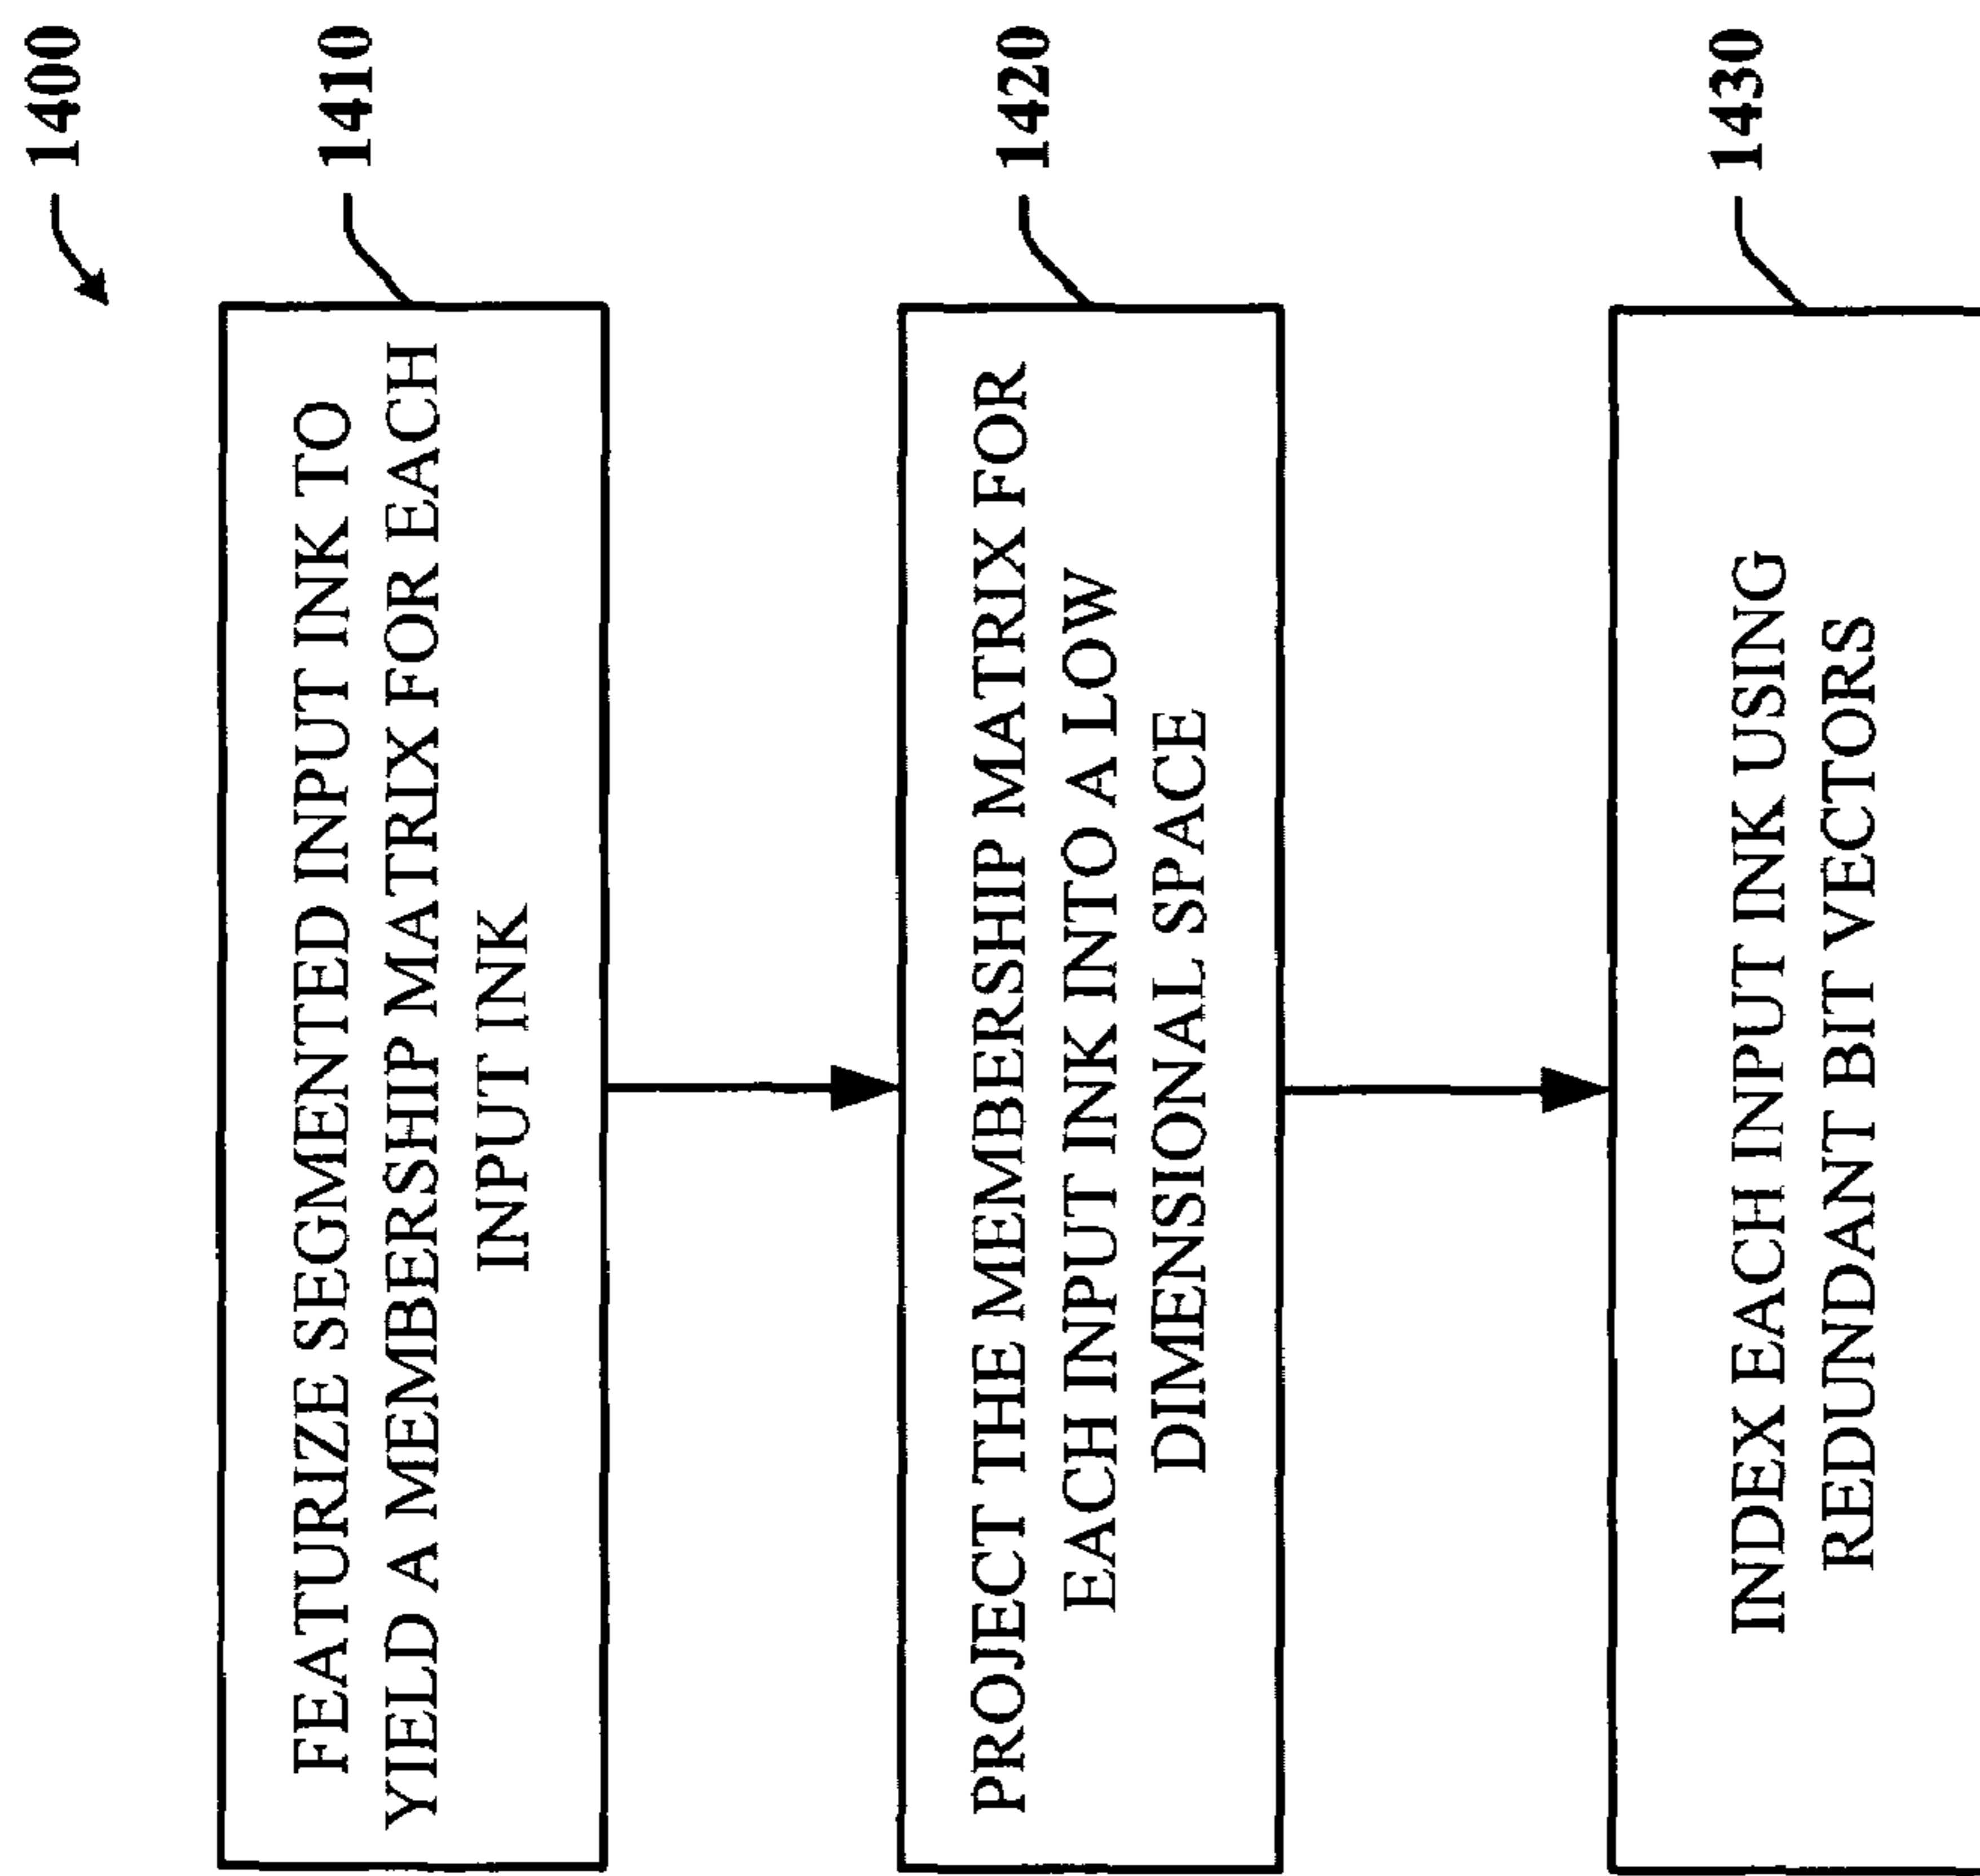 1400
1410
FEATURIZE SEGMENTED INPUT INK TO
YIELD A MEMBERSHIP MATRIX FOR EACH
INPUT INK
1420
PROJECT THE MEMBERSHIP MATRIX FOR
EACH INPUT INK INTO A LOW
DIMENSIONAL SPACE
1430
INDEX EACH INPUT INK USING
REDUNDANT BIT VECTORS